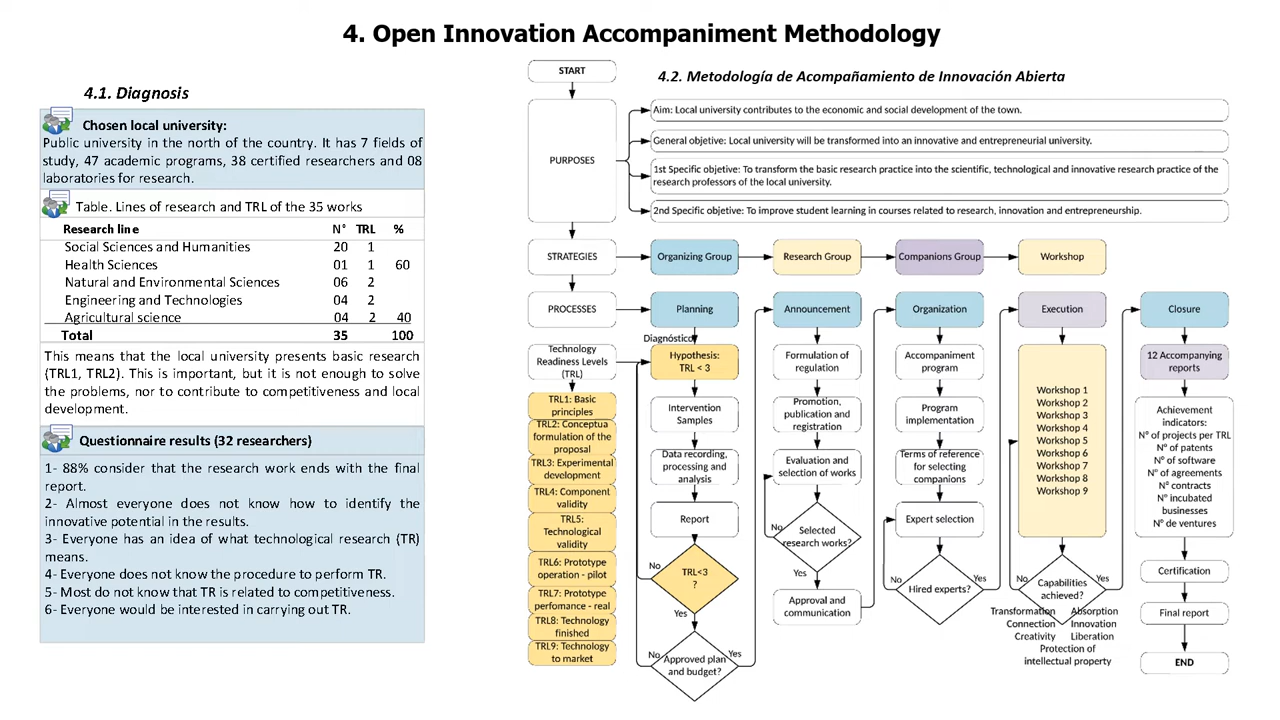 4. Open Innovation Accompaniment Methodology
4.1. Diagnosis
Chosen local university:
Public university in the north of the country. It has 7 fields of
study, 47 academic programs, 38 certified researchers and 08
laboratories for research.
Table. Lines of research and TRL of the 35 works
Research line N° TRL %
Social Sciences and Humanities 20 1
Health Sciences 01 1 60
Natural and Environmental Sciences 06 2
Engineering and Technologies 04 2
Agricultural science 04 2 40
Total 35 100
This means that the local university presents basic research
(TRL1, TRL2). This is important, but it is not enough to solve
the problems, nor to contribute to competitiveness and local
development.
Questionnaire results (32 researchers)
1- 88% consider that the research work ends with the final
report.
2- Almost everyone does not know how to identify the
innovative potential in the results.
3- Everyone has an idea of what technological research (TR)
means.
4- Everyone does not know the procedure to perform TR.
5- Most do not know that TR is related to competitiveness.
6- Everyone would be interested in carrying out TR.
4.2. Metodología de Acompañamiento de Innovación Abierta
START
PURPOSES
Aim: Local university contributes to the economic and social development of the town.
General objetive: Local university will be transformed into an innovative and entrepreneurial university.
1st Specific objetive: To transform the basic research practice into the scientific, technological and innovative research practice of the
research professors of the local university.
2nd Specific objetive: To improve student learning in courses related to research, innovation and entrepreneurship.
STRATEGIES
Organizing Group
Research Group
Companions Group
Workshop
PROCESSES
Planning
Announcement
Organization
Execution
Closure
Technology
Readiness Levels
(TRL)
TRL1: Basic
principles
TRL2: Conceptua
formulation of the
proposal
TRL3: Experimental
development
TRL4: Component
validity
TRL5:
Technological
validity
TRL6: Prototype
operation - pilot
TRL7: Prototype
perfomance - real
TRL8: Technology
finished
TRL9: Technology
to market
Diagnóstico
Hypothesis:
TRL < 3
Intervention
Samples
Data recording,
processing and
analysis
Report
No
TRL<3
?
Yes
No
Approved plan
and budget?
Yes
Formulation of
regulation
Promotion,
publication and
registration
Evaluation and
selection of works
No
Selected
research works?
Yes
Approval and
communication
Accompaniment
program
Program
implementation
Terms of reference
for selecting
companions
Expert selection
No
Hired experts?
Yes
Workshop 1
Workshop 2
Workshop 3
Workshop 4
Workshop 5
Workshop 6
Workshop 7
Workshop 8
Workshop 9
No
Capabilities
achieved?
Yes
Transformation Absorption
Connection Innovation
Creativity Liberation
Protection of
intellectual property
12 Accompanying
reports
Achievement
indicators:
N° of projects per TRL
N° of patents
N° of software
N° of agreements
N° contracts
N° incubated
businesses
N° de ventures
Certification
Final report
END